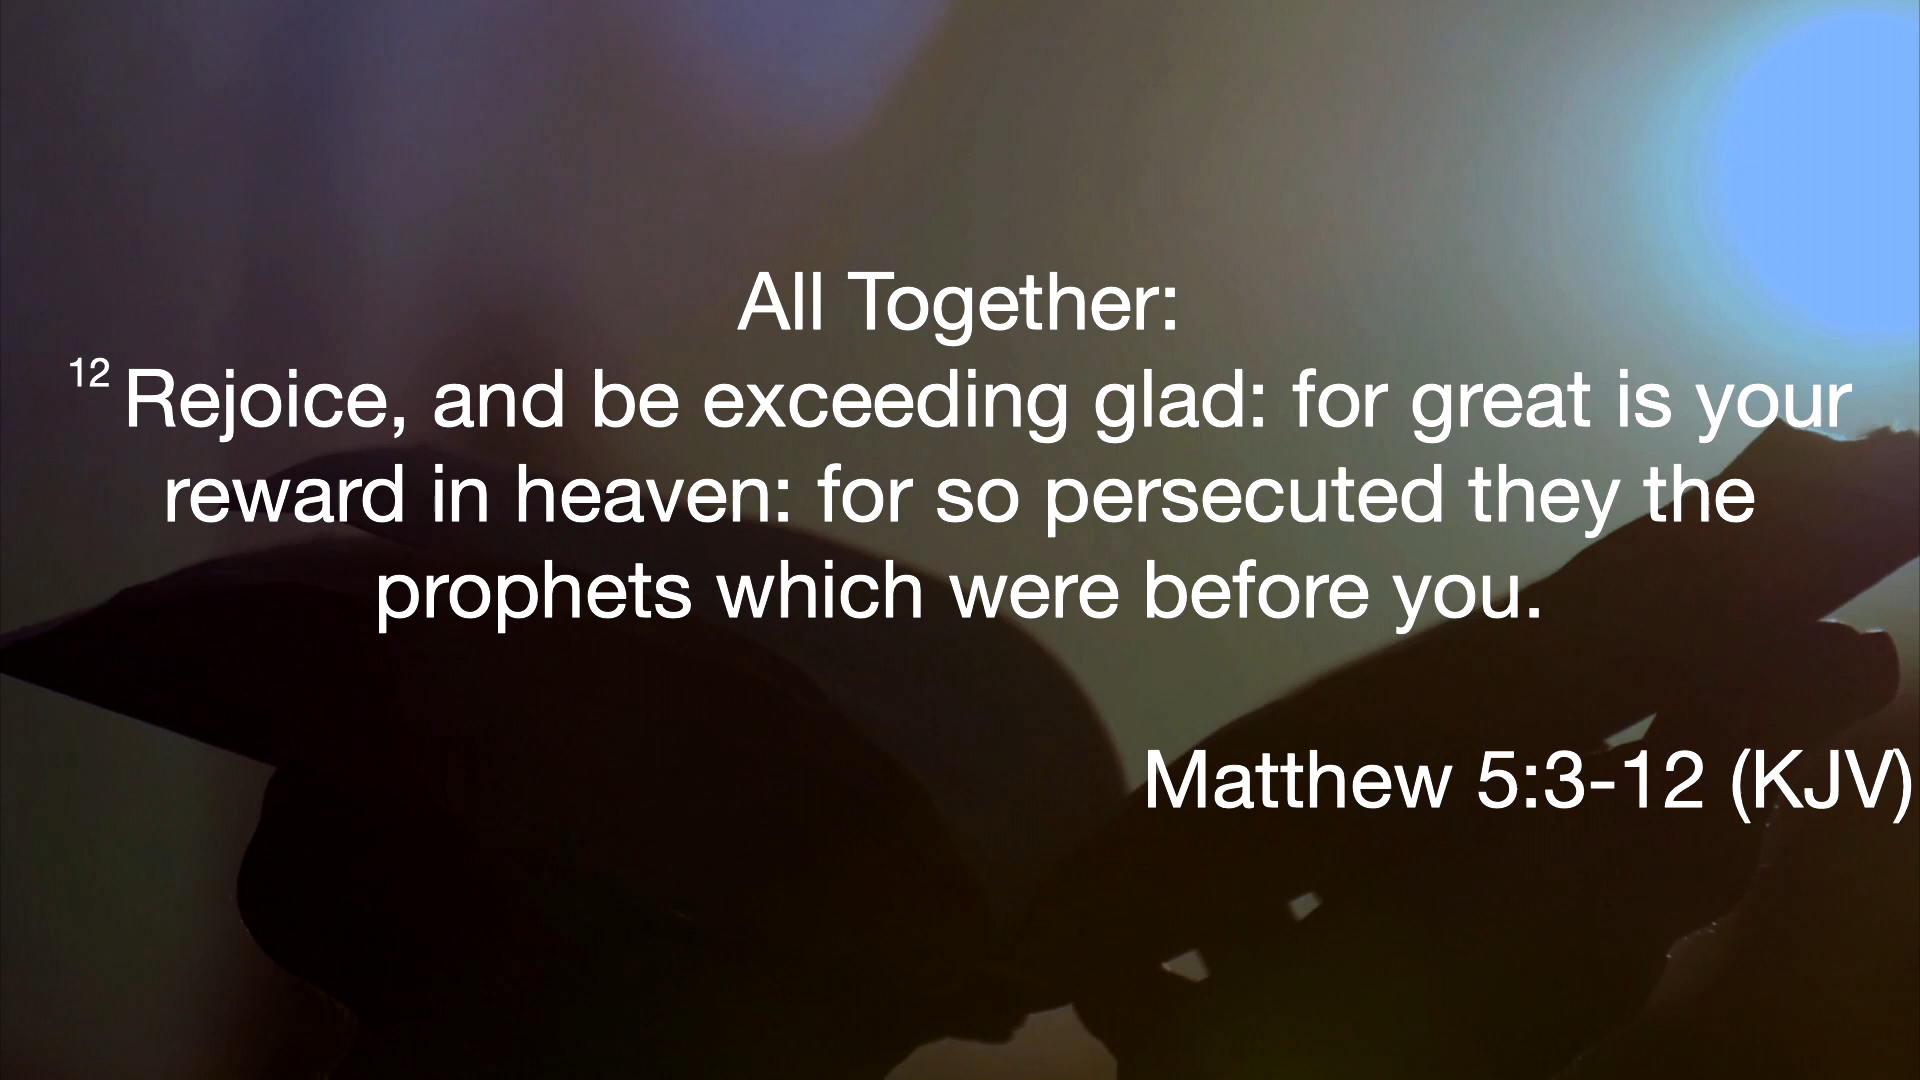 All Together:
12 Rejoice, and be exceeding glad: for great is your
reward in heaven: for so persecuted they the
prophets which were before you.
Matthew 5:3-12 (KJV)